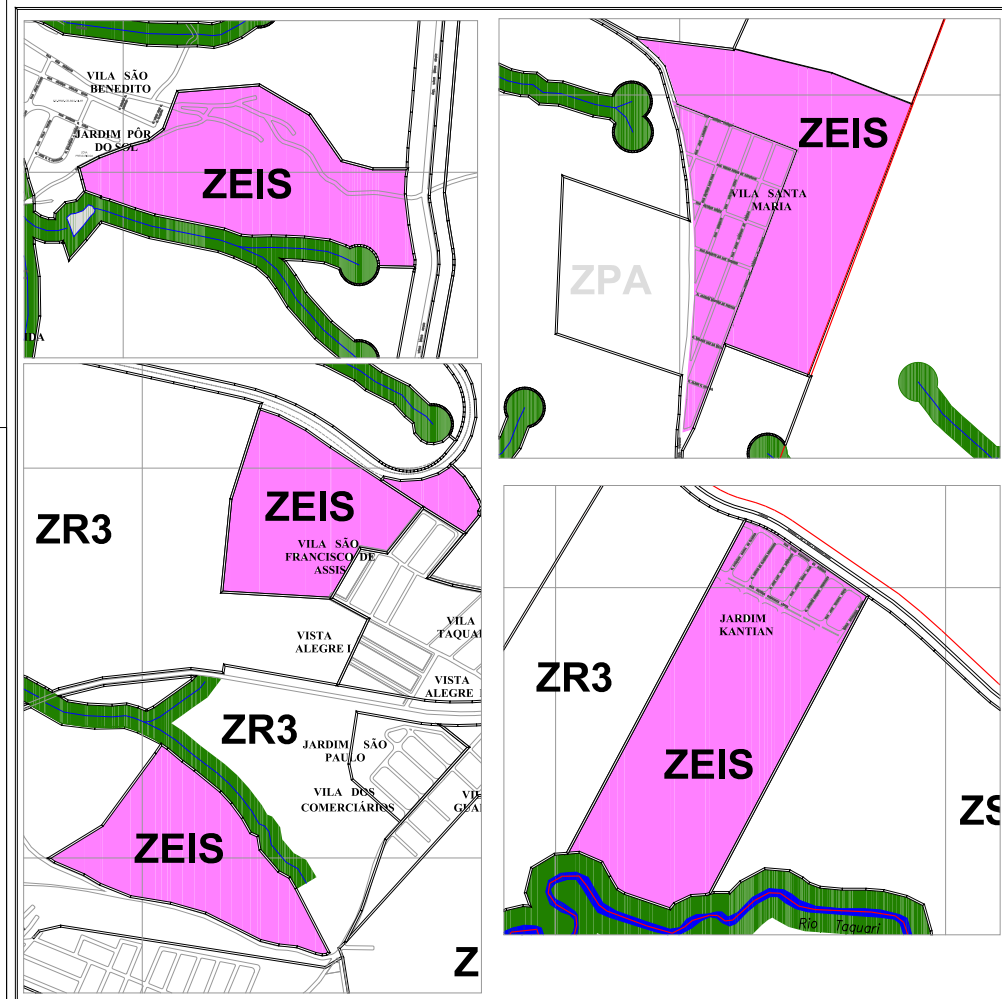 VILA SÃO
BENEDITO
JARDIM PÔR
DO SOL
ZEIS
IDA
ZEIS
VILA SANTA
MARIA
ZPA
ZEIS
ZR3
VILA SÃO
FRANCISCO DE
ASSIS
VISTA
ALEGRE I
VILA
TAQUA
VISTA
ALEGRE
ZR3
JARDIM SÃO
PAULO
VILA DOS
COMERCIÁRIOS
VI
GUA
ZEIS
Z
JARDIM
KANTIAN
ZR3
ZEIS
ZS
Rio Taquari